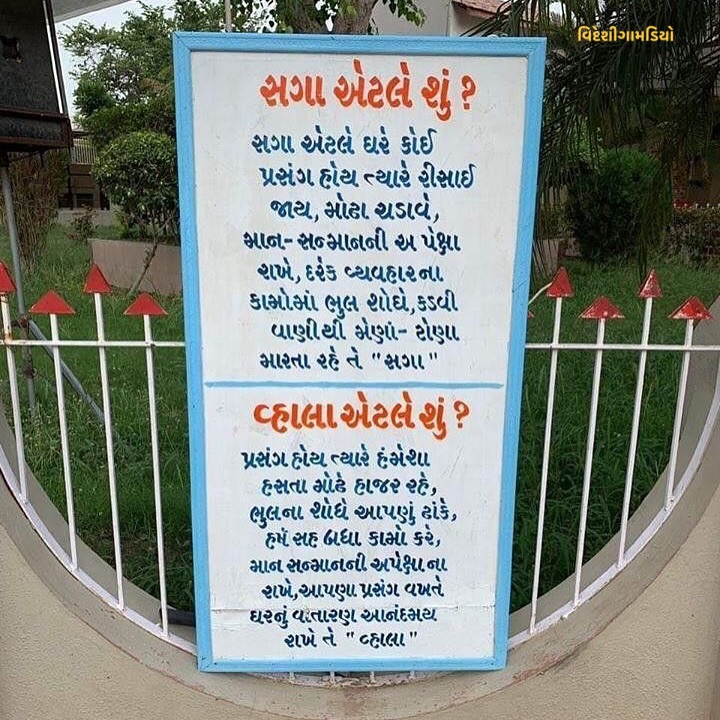 વિદેશીગામડિયો
સગા એટલે શું ?
સગા એટલે ઘરે કોઈ
પ્રસંગ હોય ત્યારે રીસાઈ
જાય, મોઢા ચડાવે,
માન-સન્માનની અપેક્ષા
રાખે, દરેક વ્યવહારના
કામોમાં ભુલ શોધે, કડવી
વાણીથી મેણાં- ટોણા
મારતા રહે તે "સગા"
વ્હાલા એટલે શું ?
પ્રસંગ હોય ત્યારે હંમેશા
હસતા મોઢે હાજર રહે,
ભુલના શોધે આપણું ઢાંકે,
હર્ષ સહ બધા કામો કરે,
માન સન્માનની અપેક્ષા ના
રાખે, આપણા પ્રસંગ વખતે
ઘરનું વાતારણ આનંદમય
રાખે તે "વ્હાલા"